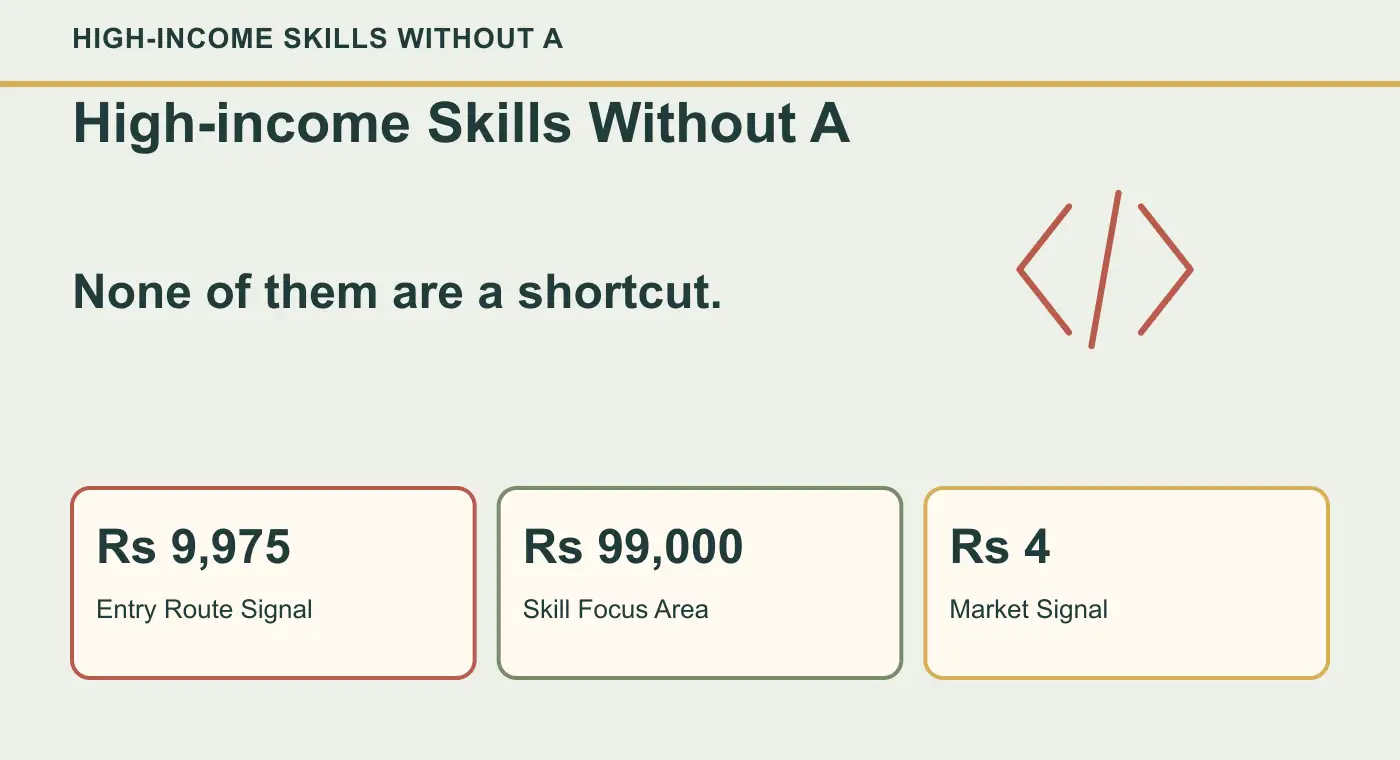 HIGH-INCOME SKILLS WITHOUT A
High-income Skills Without A
None of them are a shortcut.
Rs 9,975
Entry Route Signal
Rs 99,000
Skill Focus Area
Rs 4
Market Signal